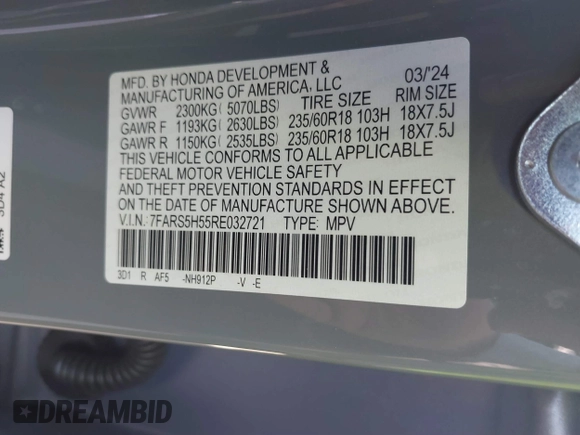 MFD. BY HONDA DEVELOPMENT &
MANUFACTURING OF AMERICA, LLC 03/'24
GVWR 2300KG ( 5070LBS) TIRE SIZE RIM SIZE
GAWR F 1193KG ( 2630LBS) 235/60R18 103H 18X7.5J
GAWR R 1150KG ( 2535LBS) 235/60R18 103H 18X7.5J
THIS VEHICLE CONFORMS TO ALL APPLICABLE
FEDERAL MOTOR VEHICLE SAFETY
AND THEFT PREVENTION STANDARDS IN EFFECT
ON THE DATE OF MANUFACTURE SHOWN ABOVE.
V.I.N.: 7FARS5H55RE032721 TYPE: MPV
3D1 R AF5 -NH912P -V -E
3D4 A2
DREAMBID